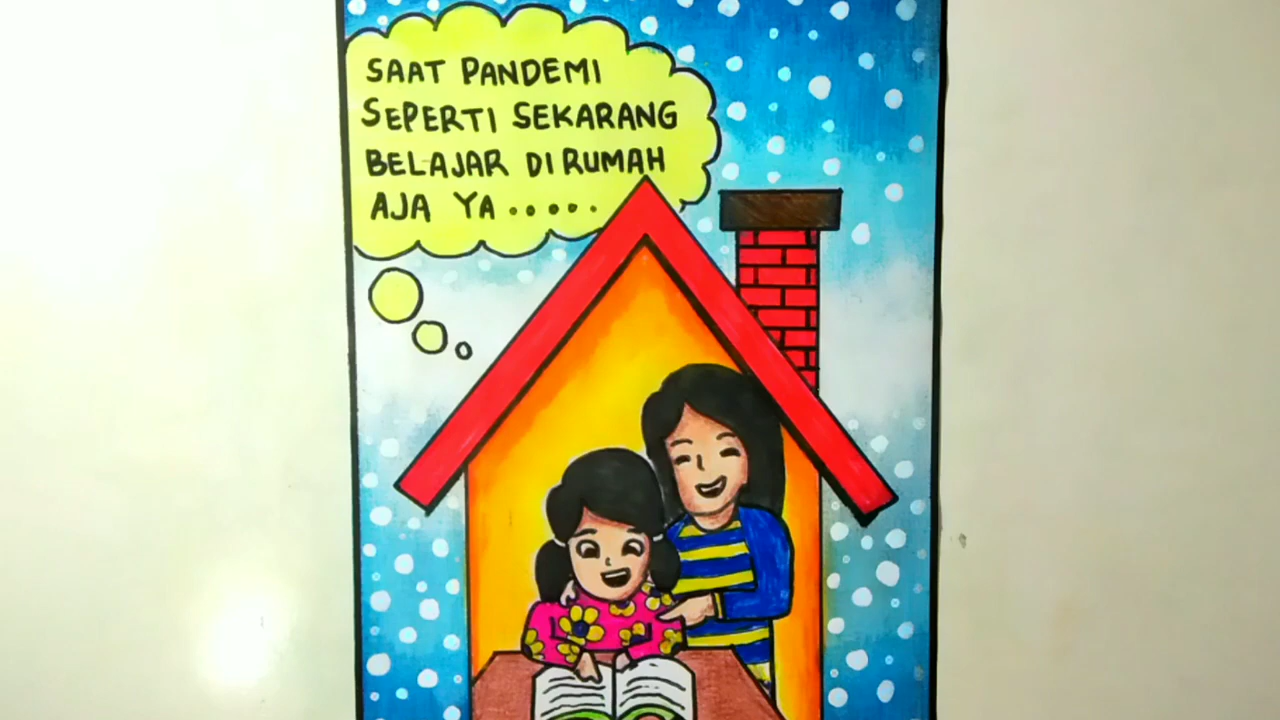 SAAT PANDEMI
SEPERTI SEKARANG
BELAJAR DI RUMAH
AJA YA . . . . .